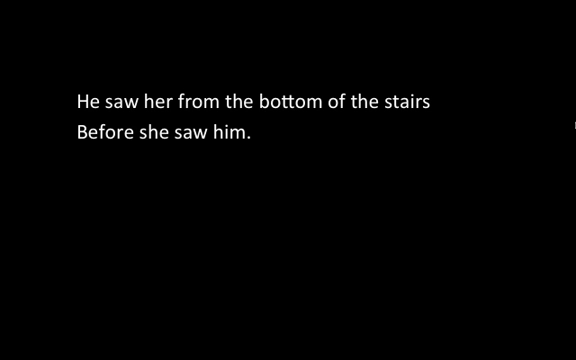 He saw her from the bottom of the stairs
Before she saw him.